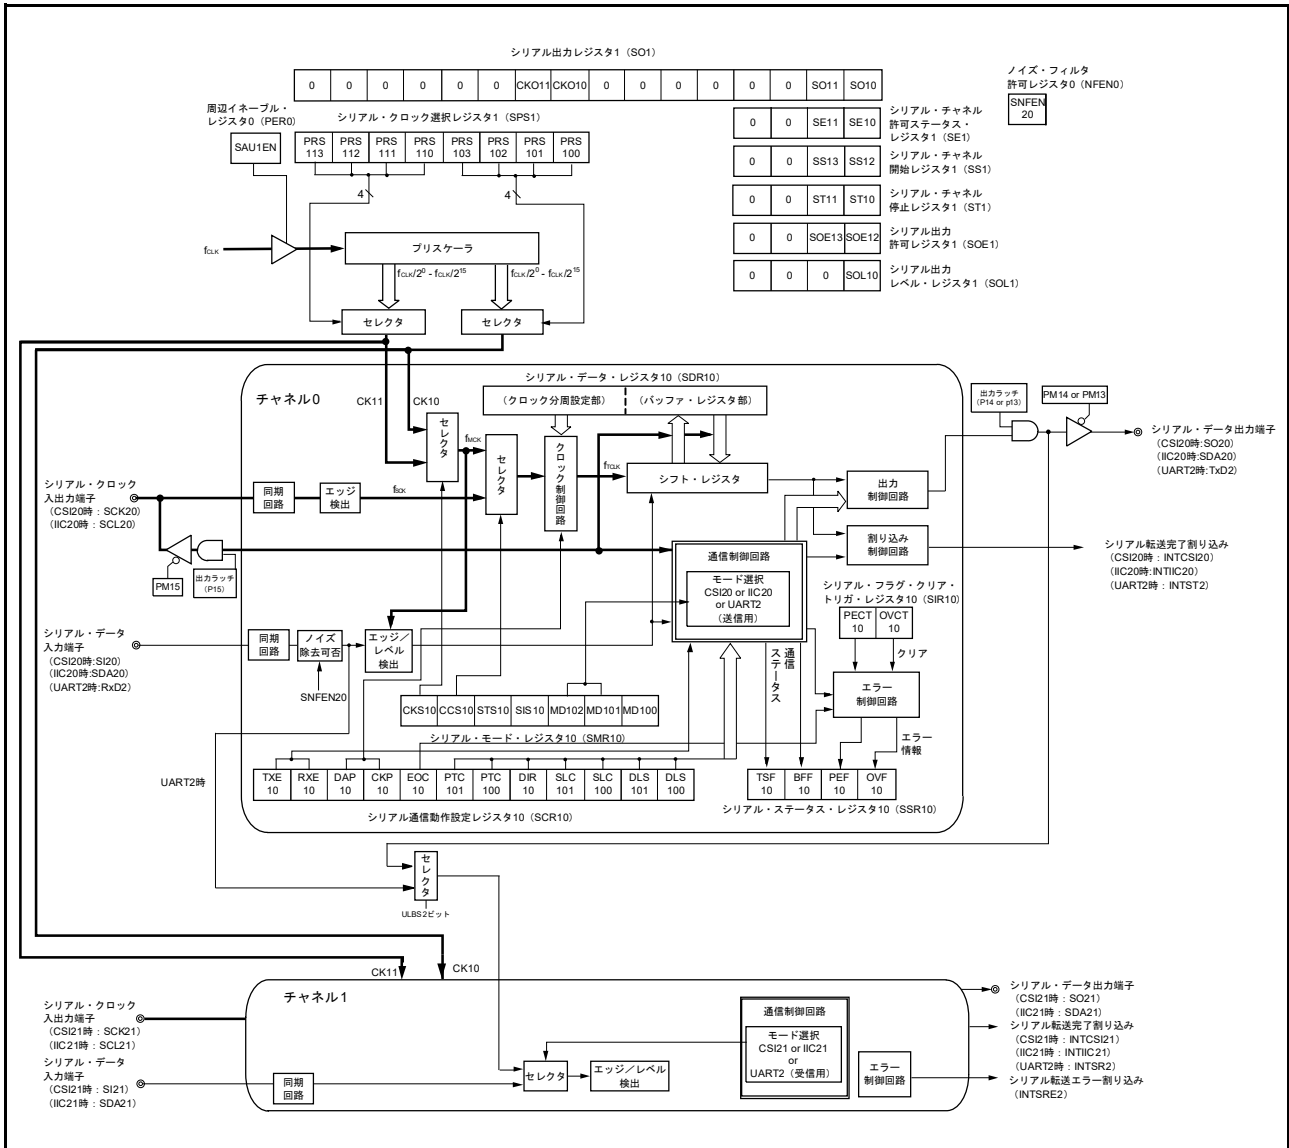 シリアル出力レジスタ1（SO1）
0 0 0 0 0 0 CKO11 CKO10 0 0 0 0 0 0 SO11 SO10
ノイズ・フィルタ
許可レジスタ0（NFEN0）
SNFEN
20
周辺イネーブル・
レジスタ0（PER0）
SAU1EN
シリアル・クロック選択レジスタ1（SPS1）
PRS
113
PRS
112
PRS
111
PRS
110
PRS
103
PRS
102
PRS
101
PRS
100
4
4
0 0 SE11 SE10
シリアル・チャネル
許可ステータス・
レジスタ1（SE1）
0 0 SS13 SS12
シリアル・チャネル
開始レジスタ1（SS1）
0 0 ST11 ST10
シリアル・チャネル
停止レジスタ1（ST1）
0 0 SOE13 SOE12
シリアル出力
許可レジスタ1（SOE1）
0 0 0 SOL10
シリアル出力
レベル・レジスタ1（SOL1）
fCLK
プリスケーラ
fCLK/2⁰ - fCLK/2¹⁵
fCLK/2⁰ - fCLK/2¹⁵
セレクタ
セレクタ
チャネル0
CK11
CK10
シリアル・データ・レジスタ10（SDR10）
（クロック分周設定部）
（バッファ・レジスタ部）
セレクタ
fMCK
セレクタ
クロック制御回路
fTCLK
シフト・レジスタ
出力ラッチ
（P14 or p13）
PM14 or PM13
シリアル・データ出力端子
（CSI20時:SO20）
（IIC20時:SDA20）
（UART2時:TxD2）
出力
制御回路
シリアル・クロック
入出力端子
（CSI20時：SCK20）
（IIC20時：SCL20）
同期
回路
エッジ
検出
fSCK
PM15
出力ラッチ
（P15）
通信制御回路
モード選択
CSI20 or IIC20
or UART2
（送信用）
割り込み
制御回路
シリアル転送完了割り込み
（CSI20時：INTCSI20）
（IIC20時:INTIIC20）
（UART2時：INTST2）
シリアル・フラグ・クリア・
トリガ・レジスタ10（SIR10）
PECT
10
OVCT
10
クリア
シリアル・データ
入力端子
（CSI20時:SI20）
（IIC20時:SDA20）
（UART2時:RxD2）
同期
回路
ノイズ
除去可否
SNFEN20
エッジ／
レベル
検出
通信
ステータス
エラー
制御回路
エラー
情報
CKS10 CCS10 STS10 SIS10 MD102 MD101 MD100
シリアル・モード・レジスタ10（SMR10）
UART2時
TXE
10
RXE
10
DAP
10
CKP
10
EOC
10
PTC
101
PTC
100
DIR
10
SLC
101
SLC
100
DLS
101
DLS
100
シリアル通信動作設定レジスタ10（SCR10）
TSF
10
BFF
10
PEF
10
OVF
10
シリアル・ステータス・レジスタ10（SSR10）
セレクタ
ULBS2ビット
CK11
CK10
チャネル1
シリアル・クロック
入出力端子
（CSI21時：SCK21）
（IIC21時：SCL21）
シリアル・データ
入力端子
（CSI21時：SI21）
（IIC21時：SDA21）
同期
回路
セレクタ
エッジ／レベル
検出
通信制御回路
モード選択
CSI21 or IIC21
or
UART2（受信用）
エラー
制御回路
シリアル・データ出力端子
（CSI21時：SO21）
（IIC21時：SDA21）
シリアル転送完了割り込み
（CSI21時：INTCSI21）
（IIC21時：INTIIC21）
（UART2時：INTSR2）
シリアル転送エラー割り込み
（INTSRE2）